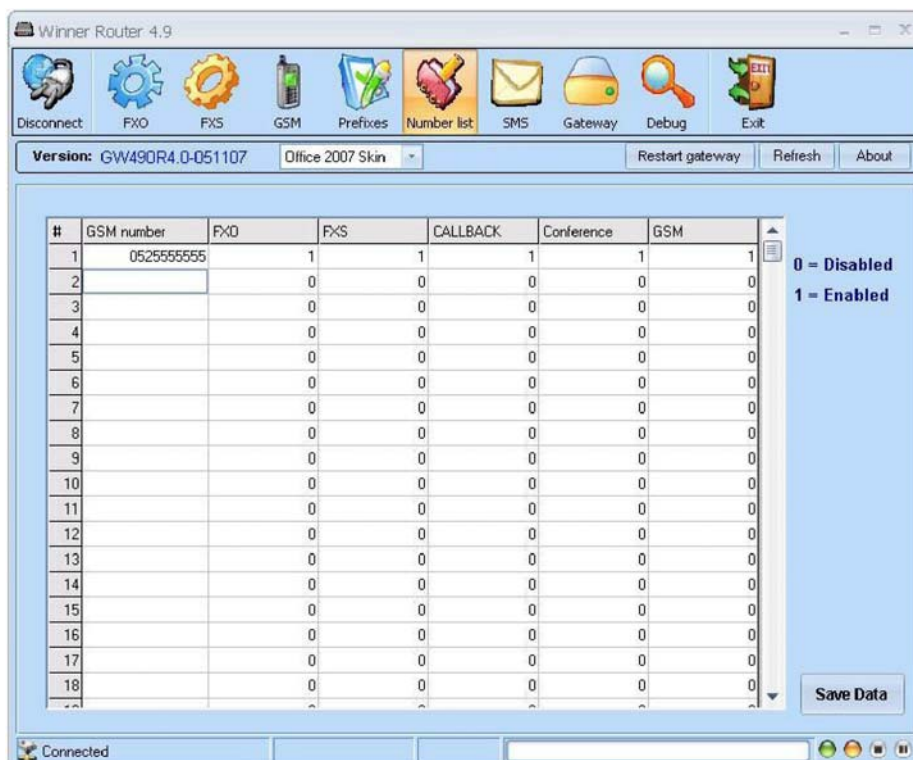 Winner Router 4.9
Disconnect FXO FXS GSM Prefixes Number list SMS Gateway Debug EXIT Exit
Version: GW490R4.0-051107 Office 2007 Skin Restart gateway Refresh About
# GSM number FXO FXS CALLBACK Conference GSM
1 0525555555 1 1 1 1 1
0 = Disabled
2 0 0 0 0 0
1 = Enabled
3 0 0 0 0 0
4 0 0 0 0 0
5 0 0 0 0 0
6 0 0 0 0 0
7 0 0 0 0 0
8 0 0 0 0 0
9 0 0 0 0 0
10 0 0 0 0 0
11 0 0 0 0 0
12 0 0 0 0 0
13 0 0 0 0 0
14 0 0 0 0 0
15 0 0 0 0 0
16 0 0 0 0 0
17 0 0 0 0 0
18 0 0 0 0 0
Save Data
Connected